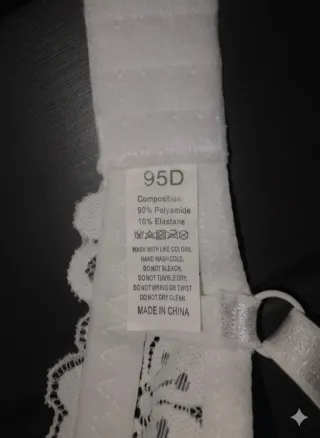 95D
Composition:
90% Polyamide
10% Elastane
WASH WITH LIKE COLORS.
HAND WASH COLD.
DO NOT BLEACH.
DO NOT TUMBLE DRY.
DO NOT WRING OR TWIST
DO NOT DRY CLEAR.
MADE IN CHINA